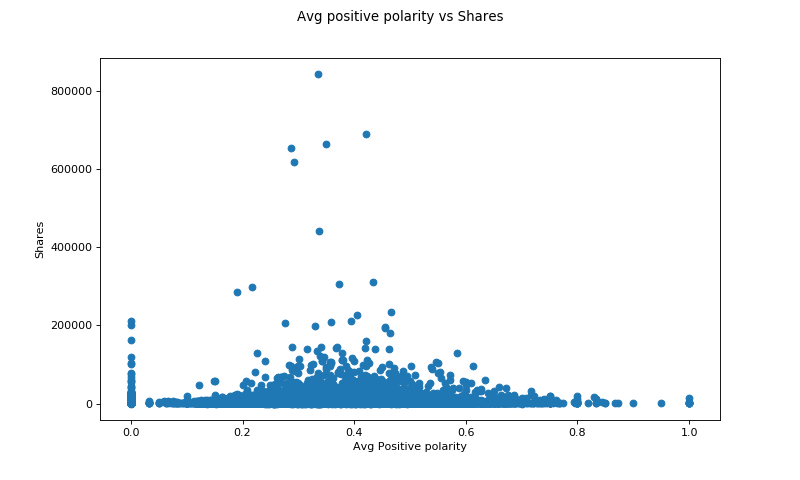 Avg positive polarity vs Shares
800000
600000
400000
200000
0
Shares
0.0 0.2 0.4 0.6 0.8 1.0
Avg Positive polarity